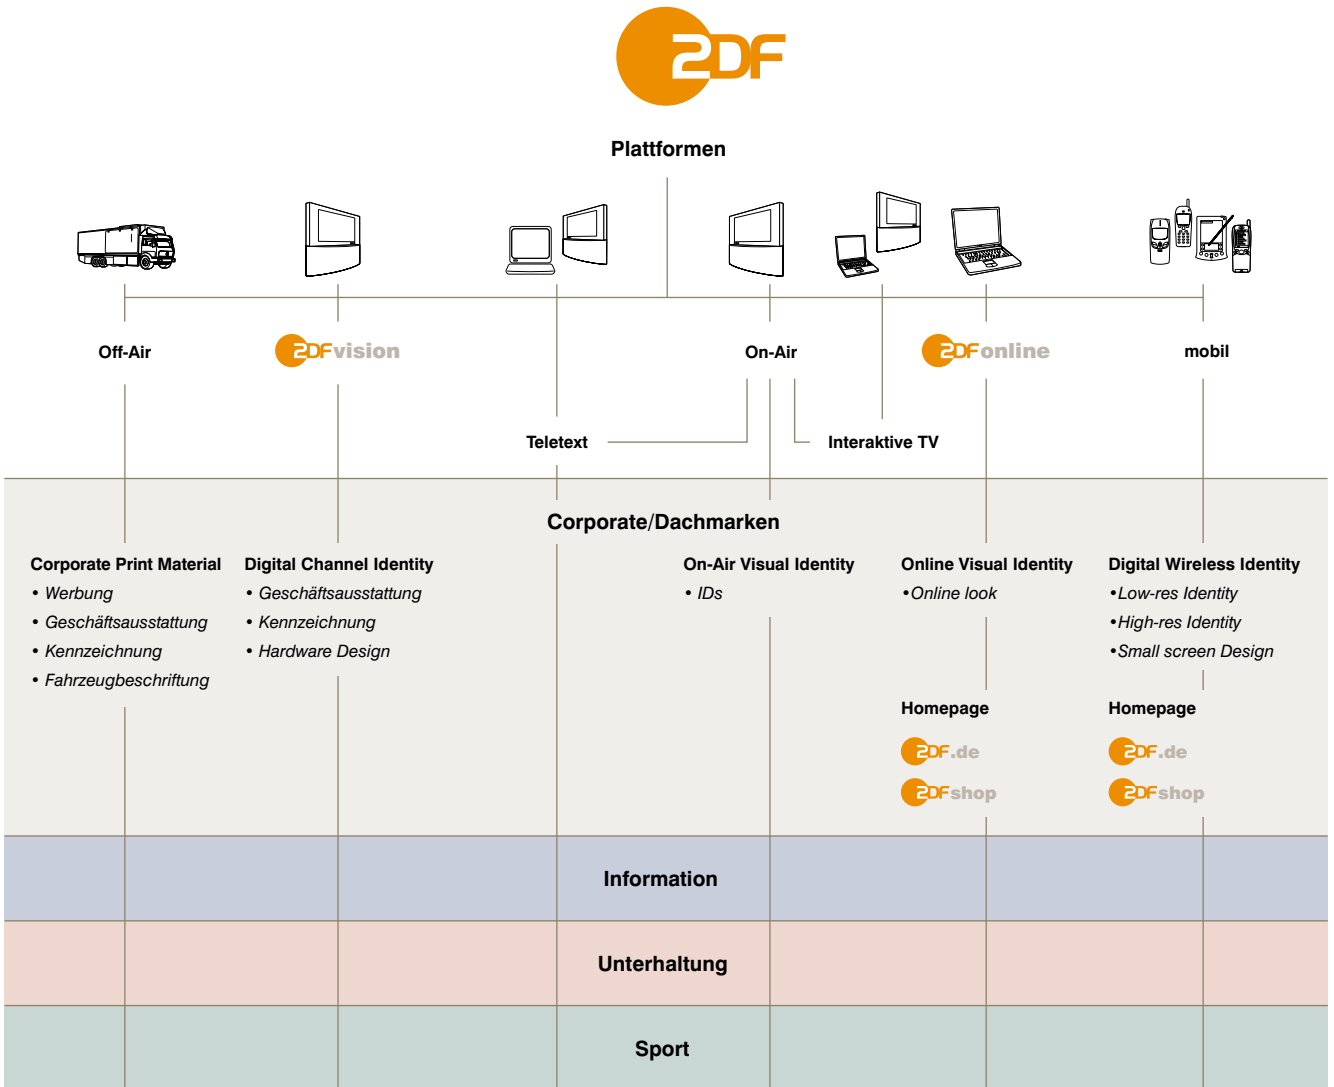 ZDF
Plattformen
Off-Air
ZDFvision
On-Air
ZDFonline
mobil
Teletext
Interaktive TV
Corporate/Dachmarken
Corporate Print Material
• Werbung
• Geschäftsausstattung
• Kennzeichnung
• Fahrzeugbeschriftung
Digital Channel Identity
• Geschäftsausstattung
• Kennzeichnung
• Hardware Design
On-Air Visual Identity
• IDs
Online Visual Identity
•Online look
Homepage
ZDF.de
ZDFshop
Digital Wireless Identity
•Low-res Identity
•High-res Identity
•Small screen Design
Homepage
ZDF.de
ZDFshop
Information
Unterhaltung
Sport